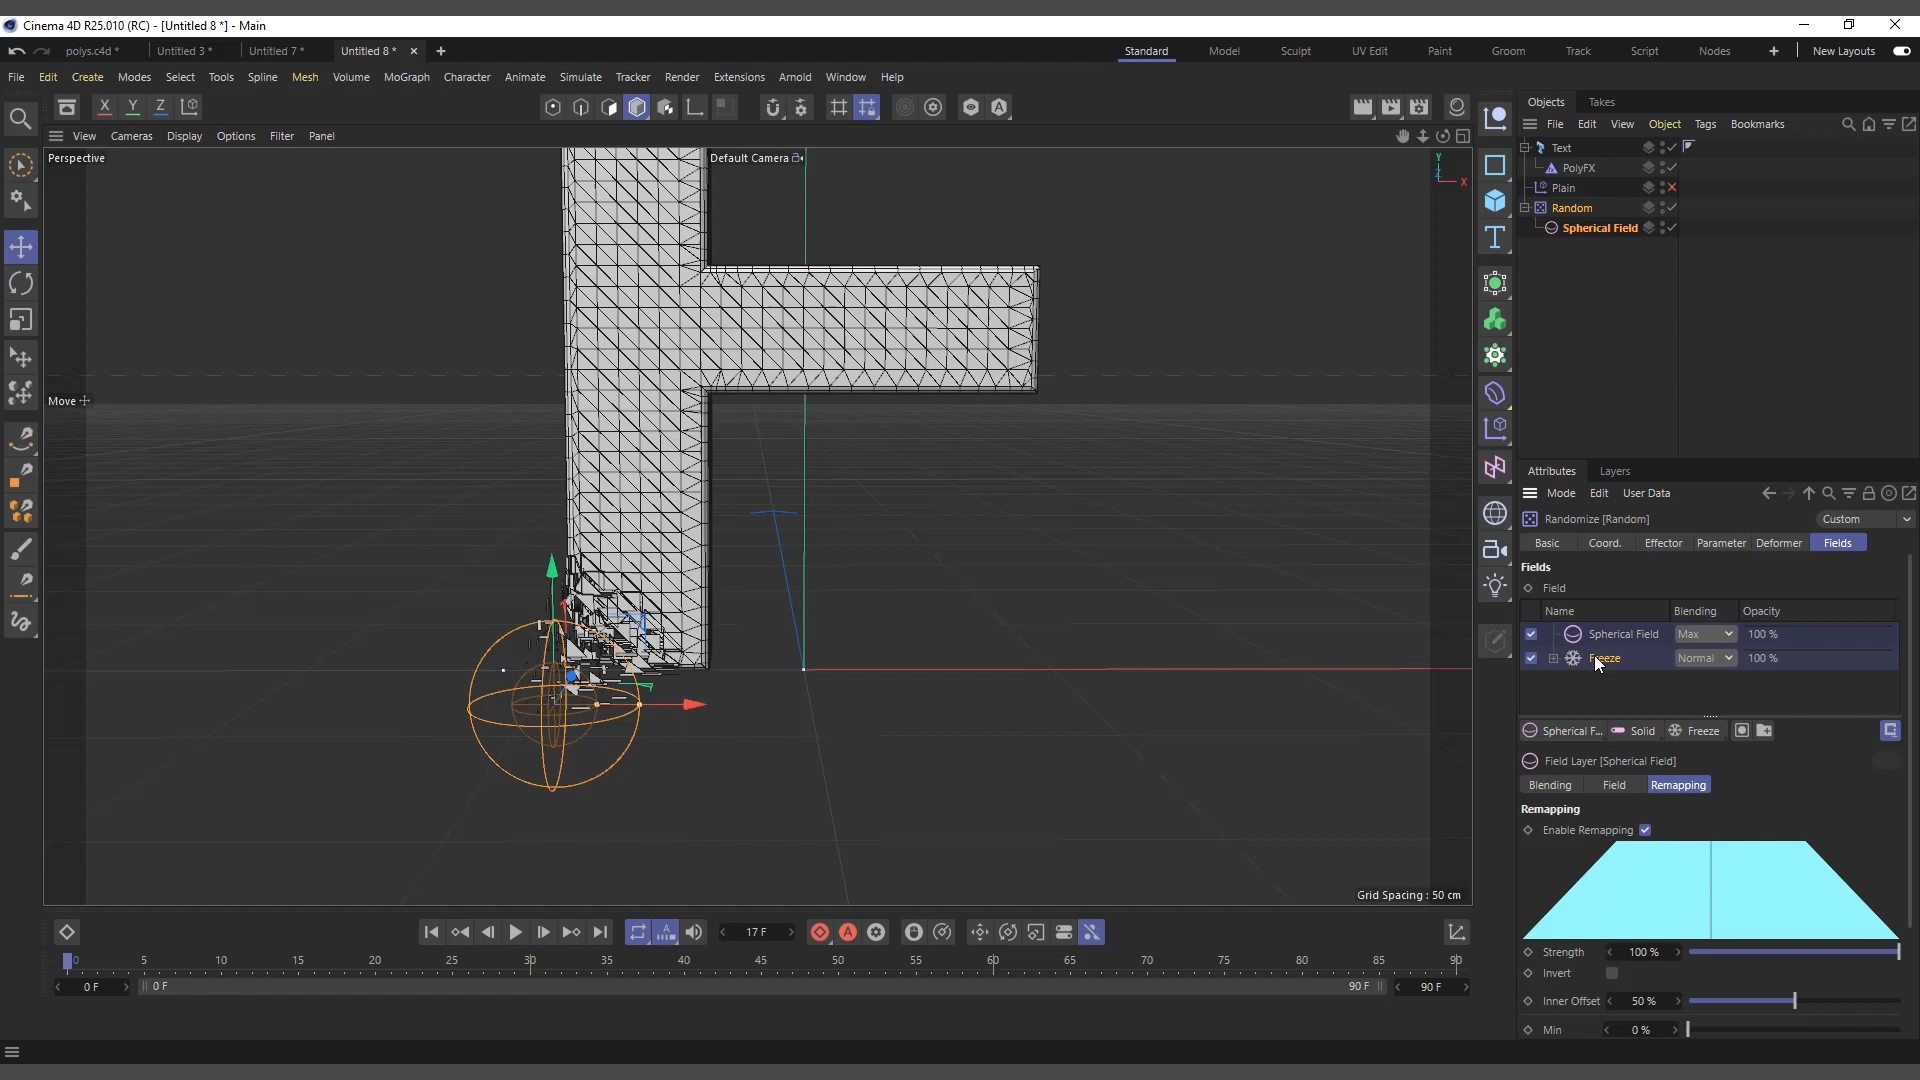 Cinema 4D R25.010 (RC) - [Untitled 8 *] - Main
polys.c4d *
Untitled 3 *
Untitled 7 *
Untitled 8 *
Standard
Model
Sculpt
UV Edit
Paint
Groom
Track
Script
Nodes
New Layouts
File
Edit
Create
Modes
Select
Tools
Spline
Mesh
Volume
MoGraph
Character
Animate
Simulate
Tracker
Render
Extensions
Arnold
Window
Help
X
Y
Z
Objects
Takes
View
Cameras
Display
Options
Filter
Panel
File
Edit
View
Object
Tags
Bookmarks
Perspective
Default Camera
Y
Z
X
Text
PolyFX
Plain
Random
Spherical Field
Move
Attributes
Layers
Mode
Edit
User Data
Randomize [Random]
Custom
Basic
Coord.
Effector
Parameter
Deformer
Fields
Fields
Field
Name
Blending
Opacity
Spherical Field
Max
100 %
Freeze
Normal
100 %
Spherical F...
Solid
Freeze
Field Layer [Spherical Field]
Blending
Field
Remapping
Remapping
Enable Remapping
Grid Spacing : 50 cm
17 F
Strength
100 %
0
5
10
15
20
25
30
35
40
45
50
55
60
65
70
75
80
85
90
Invert
0 F
0 F
90 F
90 F
Inner Offset
50 %
Min
0 %